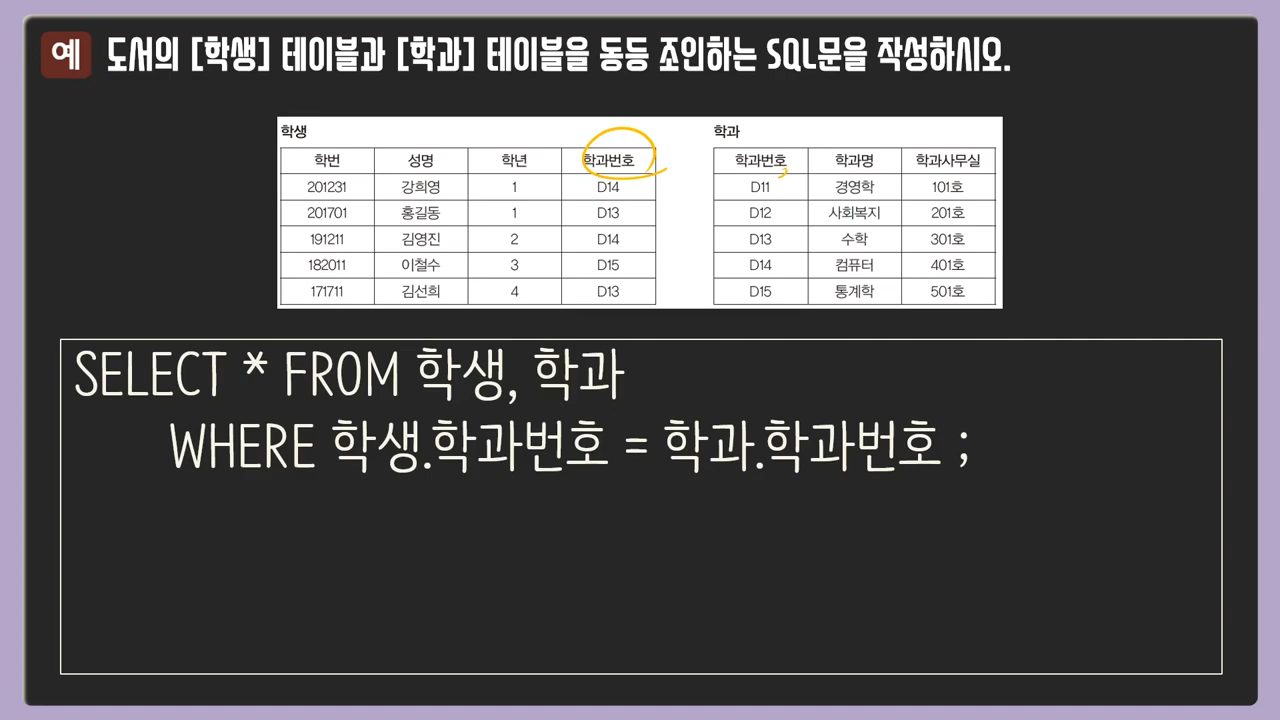 예 도서의 [학생] 테이블과 [학과] 테이블을 동등 조인하는 SQL문을 작성하시오.
학생
학번 성명 학년 학과번호
201231 강희영 1 D14
201701 홍길동 1 D13
191211 김영진 2 D14
182011 이철수 3 D15
171711 김선희 4 D13
학과
학과번호 학과명 학과사무실
D11 경영학 101호
D12 사회복지 201호
D13 수학 301호
D14 컴퓨터 401호
D15 통계학 501호
SELECT * FROM 학생, 학과
WHERE 학생.학과번호 = 학과.학과번호 ;